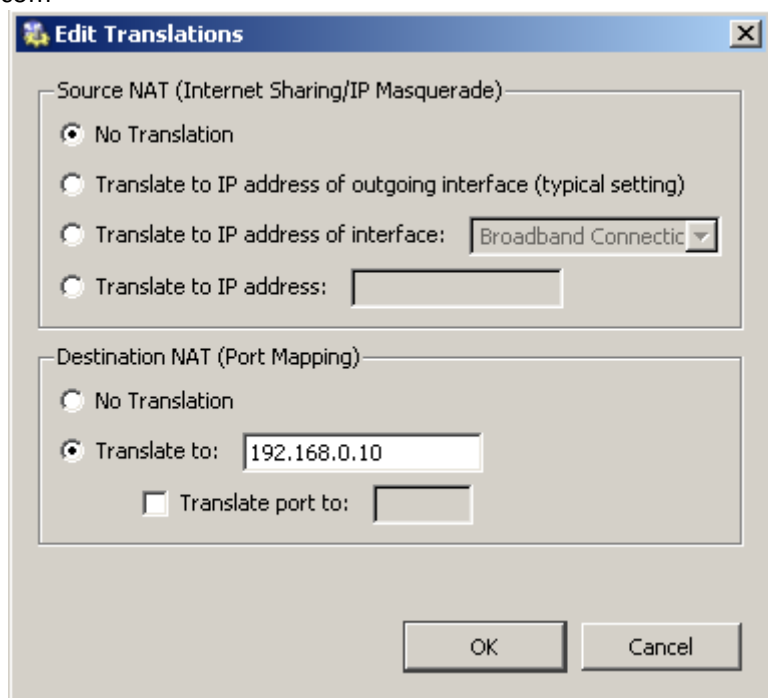 Edit Translations
Source NAT (Internet Sharing/IP Masquerade)
No Translation
Translate to IP address of outgoing interface (typical setting)
Translate to IP address of interface: Broadband Connectic
Translate to IP address:
Destination NAT (Port Mapping)
No Translation
Translate to: 192.168.0.10
Translate port to:
OK Cancel